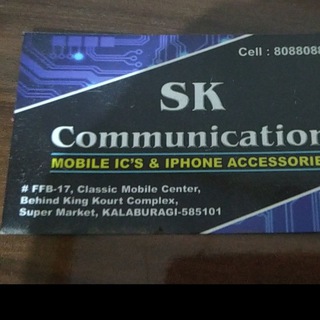 Cell : 8088088
SK
Communication
MOBILE IC'S & IPHONE ACCESSORIE
# FFB-17, Classic Mobile Center,
Behind King Kourt Complex,
Super Market, KALABURAGI-585101